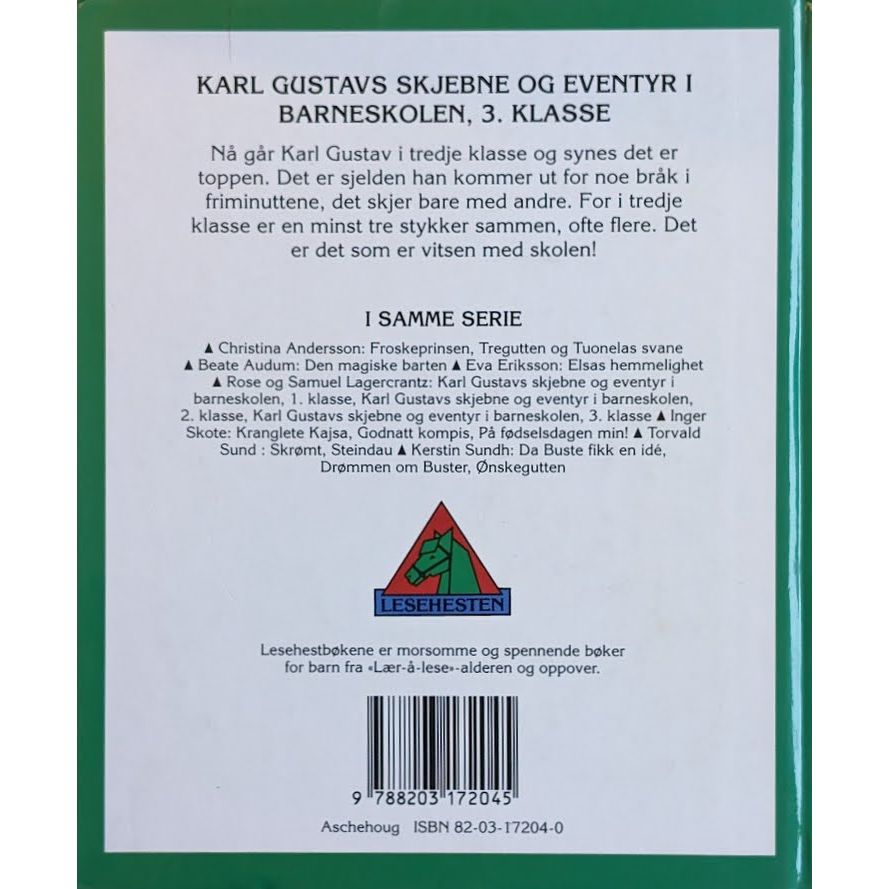 KARL GUSTAVS SKJEBNE OG EVENTYR I
BARNESKOLEN, 3. KLASSE
Nå går Karl Gustav i tredje klasse og synes det er
toppen. Det er sjelden han kommer ut for noe bråk i
friminuttene, det skjer bare med andre. For i tredje
klasse er en minst tre stykker sammen, ofte flere. Det
er det som er vitsen med skolen!
I SAMME SERIE
▲ Christina Andersson: Froskeprinsen, Tregutten og Tuonelas svane
▲ Beate Audum: Den magiske barten ▲ Eva Eriksson: Elsas hemmelighet
▲ Rose og Samuel Lagercrantz: Karl Gustavs skjebne og eventyr i
barneskolen, 1. klasse, Karl Gustavs skjebne og eventyr i barneskolen,
2. klasse, Karl Gustavs skjebne og eventyr i barneskolen, 3. klasse ▲ Inger
Skote: Kranglete Kajsa, Godnatt kompis, På fødselsdagen min! ▲ Torvald
Sund : Skrømt, Steindau ▲ Kerstin Sundh: Da Buste fikk en idé,
Drømmen om Buster, Ønskegutten
LESEHESTEN
Lesehestbøkene er morsomme og spennende bøker
for barn fra «Lær-å-lese»-alderen og oppover.
9 788203 172045
Aschehoug ISBN 82-03-17204-0